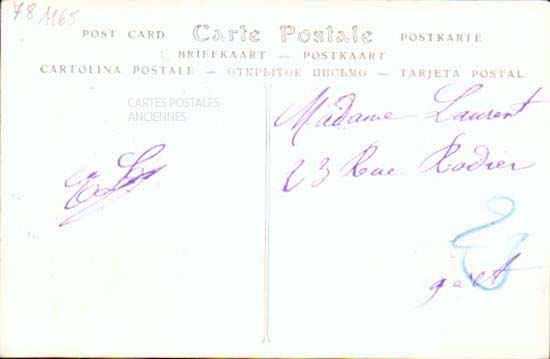 78 1165
POST CARD Carte Postale POSTKARTE
BRIEFKAART — POSTKAART
CARTOLINA POSTALE — ОТКРЫТОЕ ПИСЬМО — TARJETA POSTAL
CARTES POSTALES
ANCIENNES
Madame Laurent
23 Rue Rodier